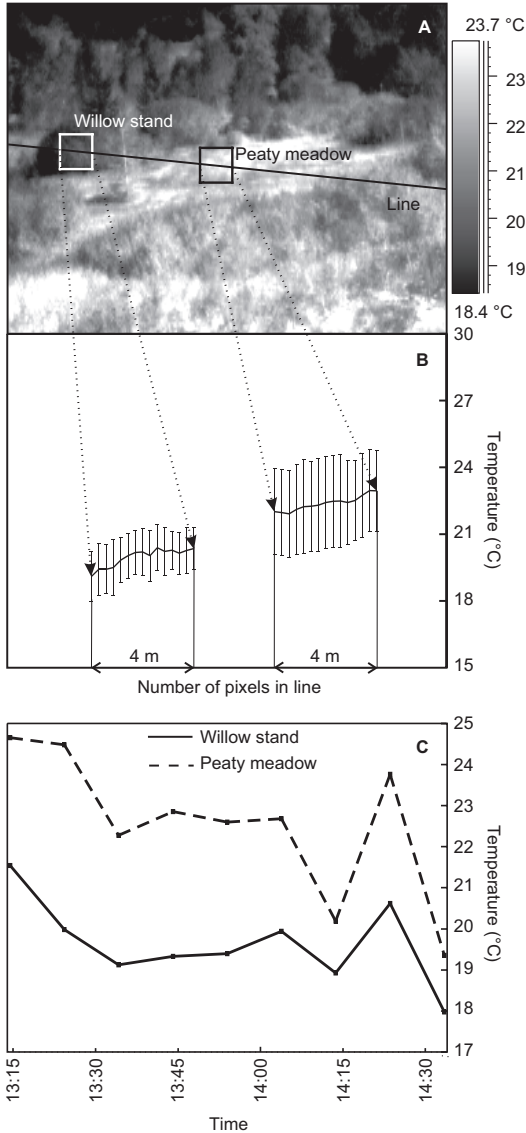 A
23.7 °C
23
22
21
20
19
18.4 °C
Willow stand
Peaty meadow
Line
B
30
27
24
21
18
15
Temperature (°C)
4 m
4 m
Number of pixels in line
C
Willow stand
Peaty meadow
25
24
23
22
21
20
19
18
17
Temperature (°C)
13:15
13:30
13:45
14:00
14:15
14:30
Time